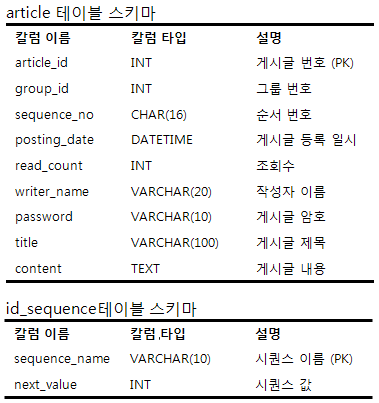 article 테이블 스키마
칼럼 이름 칼럼 타입 설명
article_id INT 게시글 번호 (PK)
group_id INT 그룹 번호
sequence_no CHAR(16) 순서 번호
posting_date DATETIME 게시글 등록 일시
read_count INT 조회수
writer_name VARCHAR(20) 작성자 이름
password VARCHAR(10) 게시글 암호
title VARCHAR(100) 게시글 제목
content TEXT 게시글 내용
id_sequence테이블 스키마
칼럼 이름 칼럼,타입 설명
sequence_name VARCHAR(10) 시퀀스 이름 (PK)
next_value INT 시퀀스 값